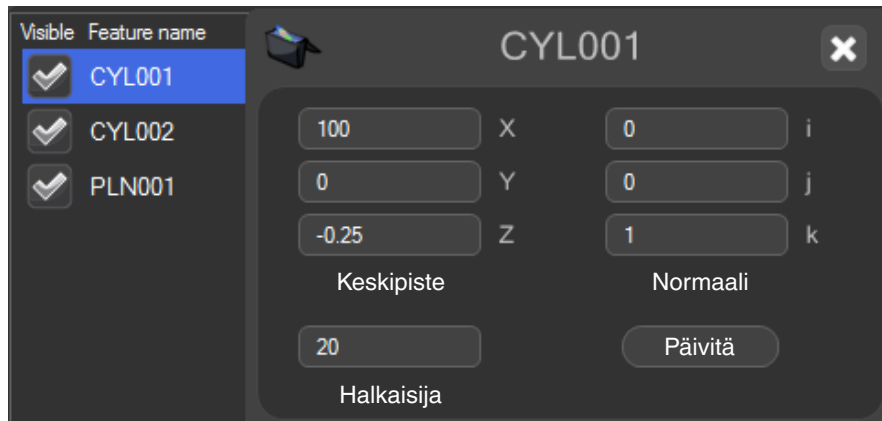 Visible Feature name
CYL001
CYL002
PLN001
CYL001
100 X 0 i
0 Y 0 j
-0.25 Z 1 k
Keskipiste Normaali
20 Päivitä
Halkaisija